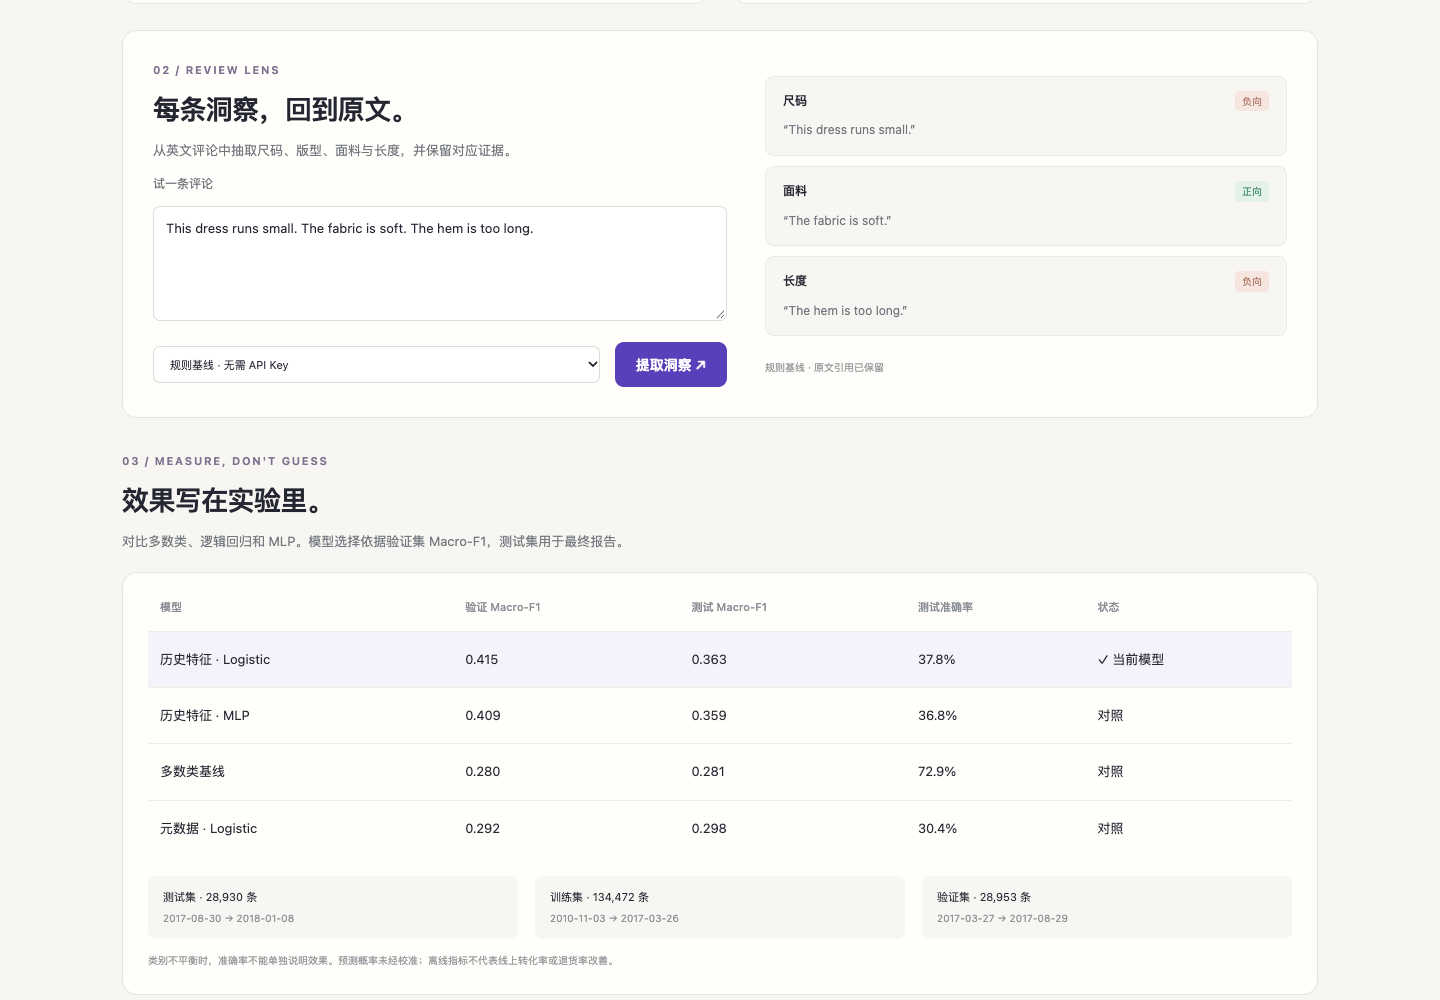 02 / REVIEW LENS
每条洞察，回到原文。
从英文评论中抽取尺码、版型、面料与长度，并保留对应证据。
试一条评论
This dress runs small. The fabric is soft. The hem is too long.
规则基线 · 无需 API Key
提取洞察 ↗
尺码
负向
“This dress runs small.”
面料
正向
“The fabric is soft.”
长度
负向
“The hem is too long.”
规则基线 · 原文引用已保留
03 / MEASURE, DON'T GUESS
效果写在实验里。
对比多数类、逻辑回归和 MLP。模型选择依据验证集 Macro-F1，测试集用于最终报告。
模型 验证 Macro-F1 测试 Macro-F1 测试准确率 状态
历史特征 · Logistic 0.415 0.363 37.8% ✓ 当前模型
历史特征 · MLP 0.409 0.359 36.8% 对照
多数类基线 0.280 0.281 72.9% 对照
元数据 · Logistic 0.292 0.298 30.4% 对照
测试集 · 28,930 条
2017-08-30 → 2018-01-08
训练集 · 134,472 条
2010-11-03 → 2017-03-26
验证集 · 28,953 条
2017-03-27 → 2017-08-29
类别不平衡时，准确率不能单独说明效果。预测概率未经校准；离线指标不代表线上转化率或退货率改善。